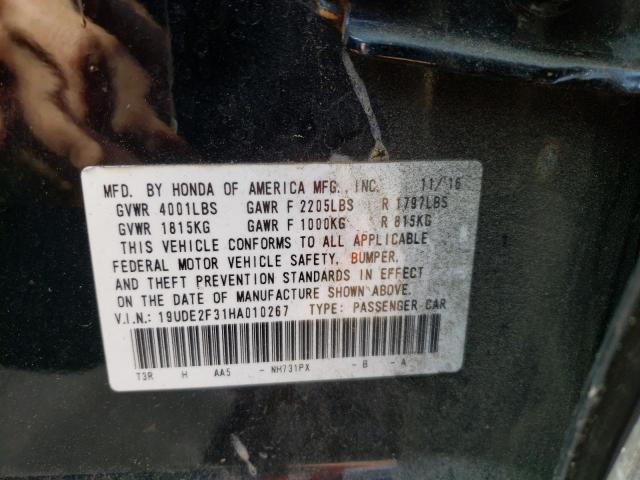 MFD. BY HONDA OF AMERICA MFG., INC. 11/16
GVWR 4001LBS GAWR F 2205LBS R 1797LBS
GVWR 1815KG GAWR F 1000KG R 815KG
THIS VEHICLE CONFORMS TO ALL APPLICABLE
FEDERAL MOTOR VEHICLE SAFETY, BUMPER,
AND THEFT PREVENTION STANDARDS IN EFFECT
ON THE DATE OF MANUFACTURE SHOWN ABOVE.
V.I.N.: 19UDE2F31HA010267 TYPE: PASSENGER CAR
T3R H AA5 - NH731PX - B - A